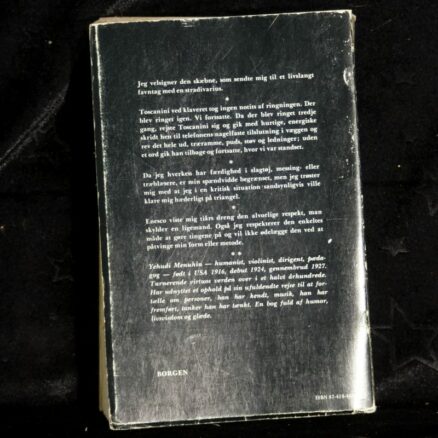 Jeg velsigner den skæbne, som sendte mig til et livslangt
favntag med en stradivarius.
*
Toscanini ved klaveret tog ingen notits af ringningen. Der
blev ringet igen. Vi fortsatte. Da der blev ringet tredje
gang, rejste Toscanini sig og gik med hurtige, energiske
skridt hen til telefonens nagelfaste tilslutning i væggen og
rev det hele ud, træramme, puds, støv og ledninger; uden
et ord gik han tilbage og fortsatte, hvor vi var standset.
*
Da jeg hverken har færdighed i slagtøj, messing- eller
træblæsere, er min spændvidde begrænset, men jeg trøster
mig med at jeg i en kritisk situation sandsynligvis ville
klare mig hæderligt på triangel.
*
Enesco viste mig tikrs dreng den alvorlige respekt, man
skylder en ligemand. Også jeg respekterer den enkeltes
måde at gøre tingene på og vil ikke ødelægge den ved at
påtvinge min form eller metode.
* *
Yehudi Menuhin — humanist, violinist, dirigent, pæda-
gog — født i USA 1916, debut 1924, gennembrud 1927.
Turnerende virtuos verden over i et halvt århundrede.
Har udnyttet et ophold på sin ufuldendte rejse til at for-
tælle om personer, han har kendt, musik, han har
fremført, tanker han har tænkt. En bog fuld af humor,
livsvisdom og glæde.
BORGEN
ISBN 87-418-